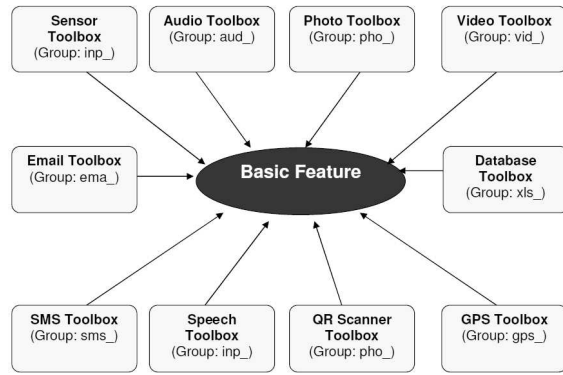 Sensor
Toolbox
(Group: inp_)
Audio Toolbox
(Group: aud_)
Photo Toolbox
(Group: pho_)
Video Toolbox
(Group: vid_)
Email Toolbox
(Group: ema_)
Basic Feature
Database
Toolbox
(Group: xls_)
SMS Toolbox
(Group: sms_)
Speech
Toolbox
(Group: inp_)
QR Scanner
Toolbox
(Group: pho_)
GPS Toolbox
(Group: gps_)